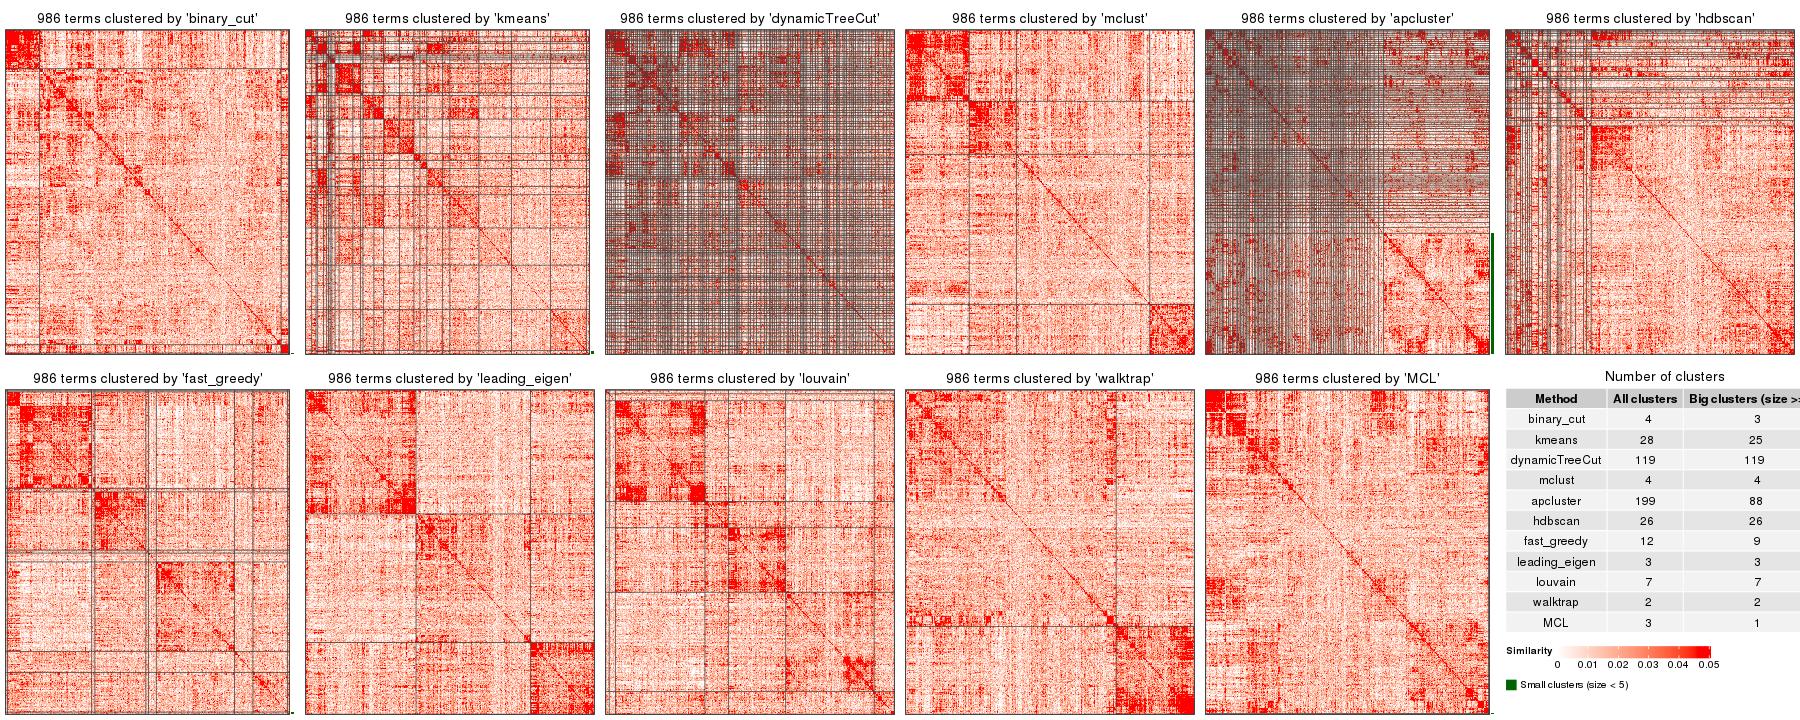 986 terms clustered by 'binary_cut'
986 terms clustered by 'kmeans'
986 terms clustered by 'dynamicTreeCut'
986 terms clustered by 'mclust'
986 terms clustered by 'apcluster'
986 terms clustered by 'hdbscan'
986 terms clustered by 'fast_greedy'
986 terms clustered by 'leading_eigen'
986 terms clustered by 'louvain'
986 terms clustered by 'walktrap'
986 terms clustered by 'MCL'
Number of clusters
Method All clusters Big clusters (size >=
binary_cut 4 3
kmeans 28 25
dynamicTreeCut 119 119
mclust 4 4
apcluster 199 88
hdbscan 26 26
fast_greedy 12 9
leading_eigen 3 3
louvain 7 7
walktrap 2 2
MCL 3 1
Similarity
0 0.01 0.02 0.03 0.04 0.05
Small clusters (size < 5)